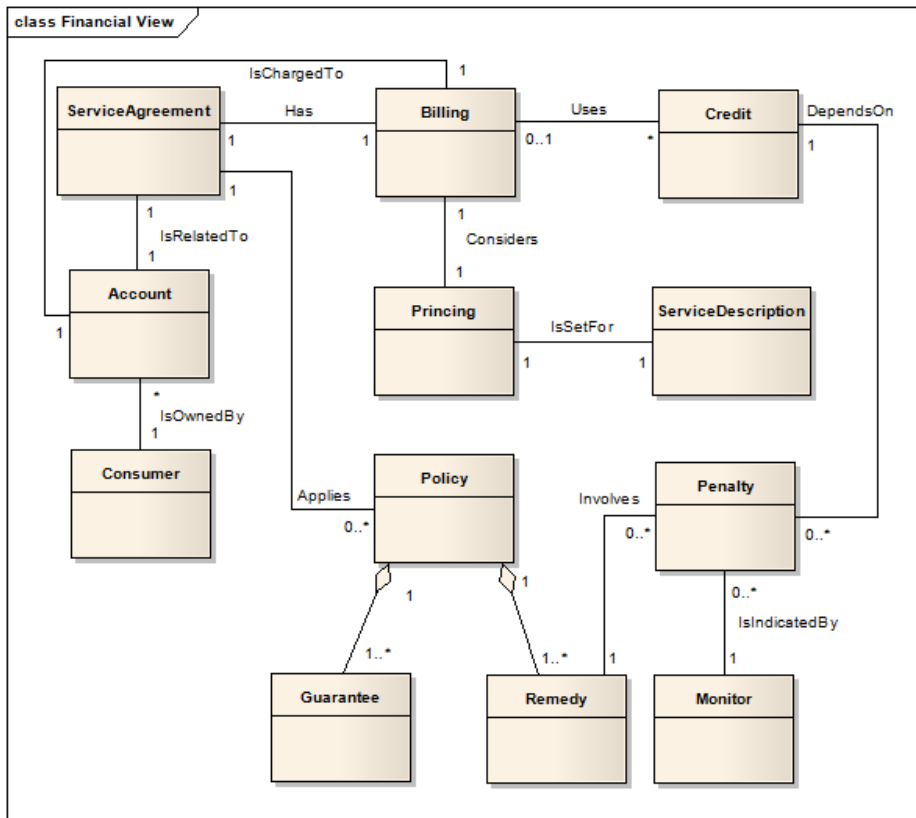 class Financial View
IsChargedTo
1
ServiceAgreement
Has
Billing
Uses
Credit
DependsOn
1
1
0..1
*
1
1
1
1
IsRelatedTo
Considers
1
1
Account
Princing
IsSetFor
ServiceDescription
1
1
1
*
IsOwnedBy
1
Consumer
Policy
Penalty
Applies
Involves
0..*
0..*
0..*
1
1
0..*
IsIndicatedBy
1..*
1..*
1
1
Guarantee
Remedy
Monitor